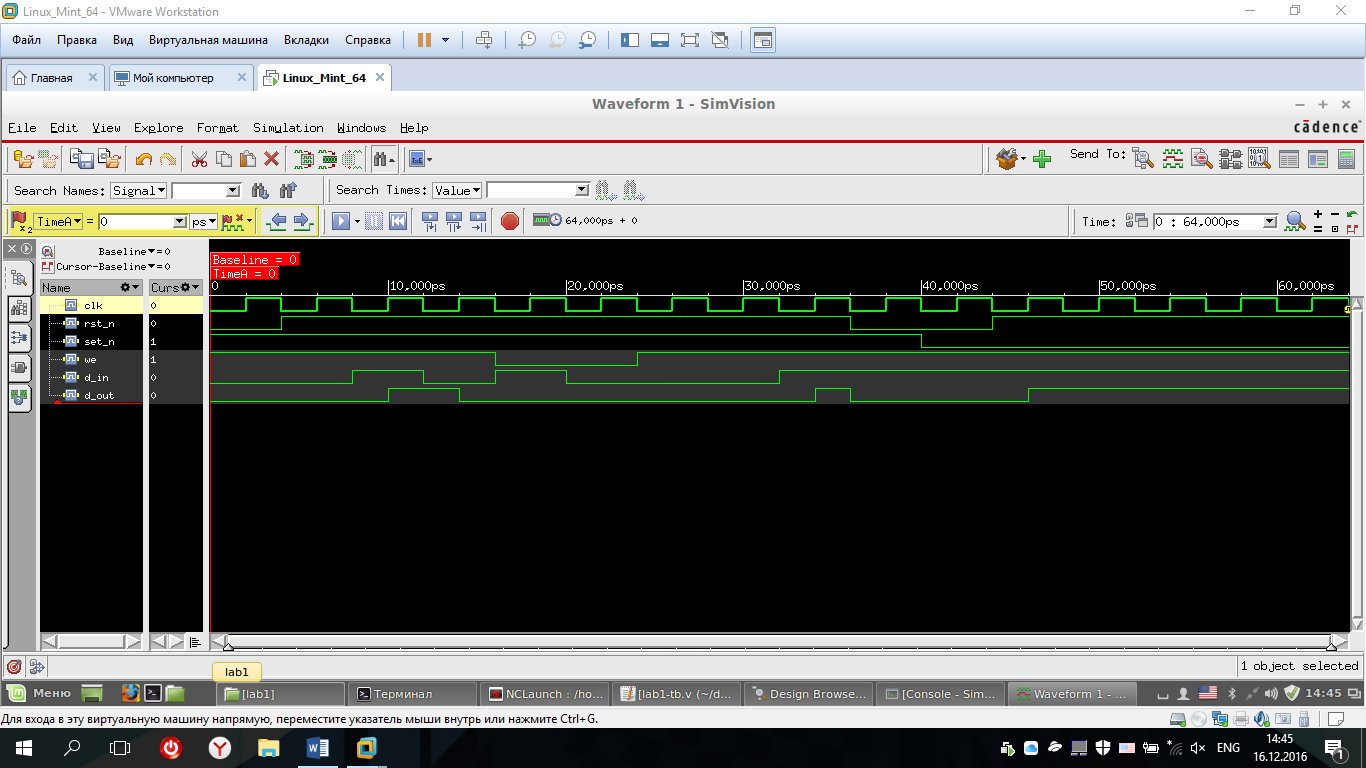 Linux_Mint_64 - VMware Workstation
Файл Правка Вид Виртуальная машина Вкладки Справка
Главная Мой компьютер Linux_Mint_64
Waveform 1 - SimVision
File Edit View Explore Format Simulation Windows Help cādence
Send To:
Search Names: Signal Search Times: Value
TimeA = 0 ps 64,000ps + 0 Time: 0 : 64,000ps
Baseline = 0
Cursor-Baseline = 0
Baseline = 0
TimeA = 0
Name Curs 0 10,000ps 20,000ps 30,000ps 40,000ps 50,000ps 60,000ps
clk 0
rst_n 0
set_n 1
we 1
d_in 0
d_out 0
1 object selected
lab1
Меню [lab1] Терминал NCLaunch : /ho... [lab1-tb.v (~/d... Design Browse... [Console - Sim... Waveform 1 - ... 14:45
Для входа в эту виртуальную машину напрямую, переместите указатель мыши внутрь или нажмите Ctrl+G.
ENG 14:45
16.12.2016
1